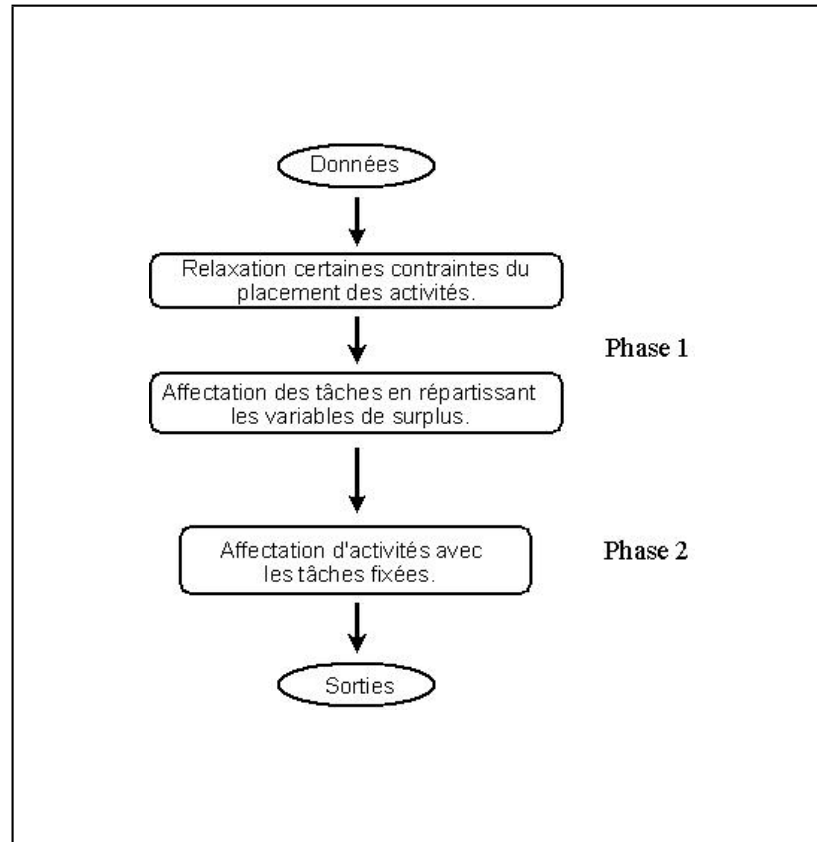 Données
Relaxation certaines contraintes du
placement des activités.
Phase 1
Affectation des tâches en répartissant
les variables de surplus.
Affectation d'activités avec
les tâches fixées.
Phase 2
Sorties